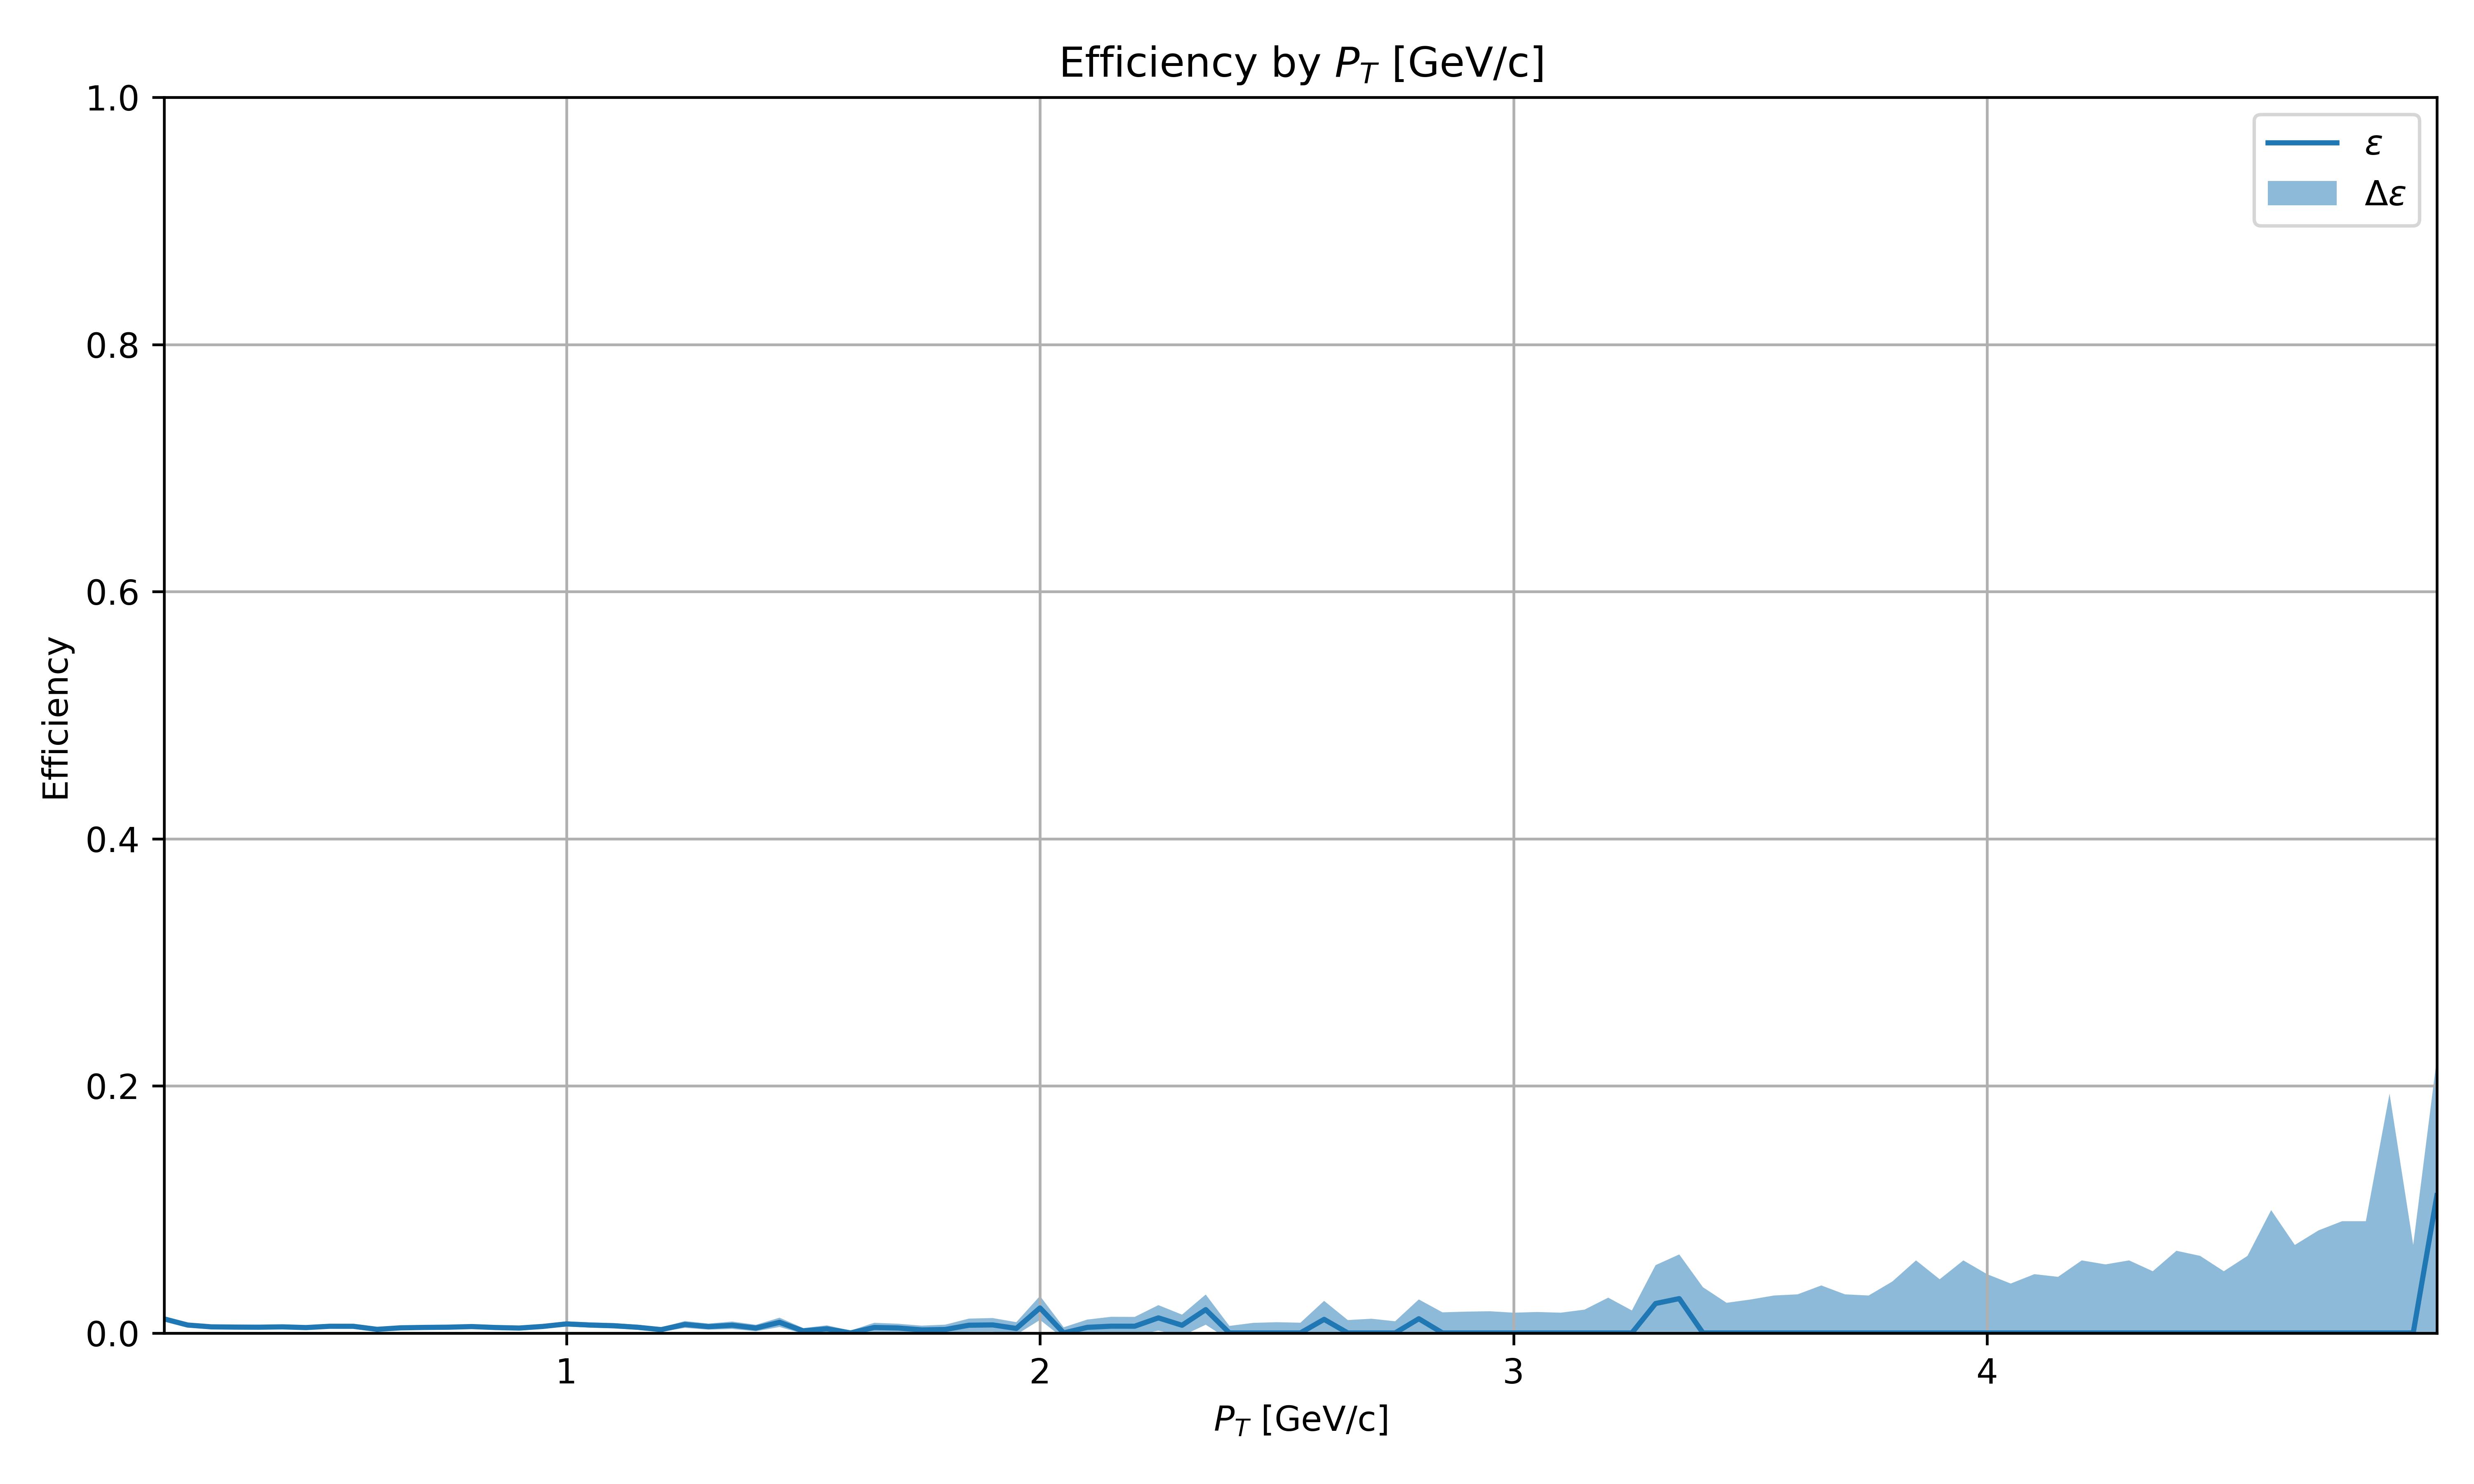 Efficiency by P_T [GeV/c]
1.0
0.8
0.6
0.4
0.2
0.0
Efficiency
ε
Δε
1 2 3 4
P_T [GeV/c]